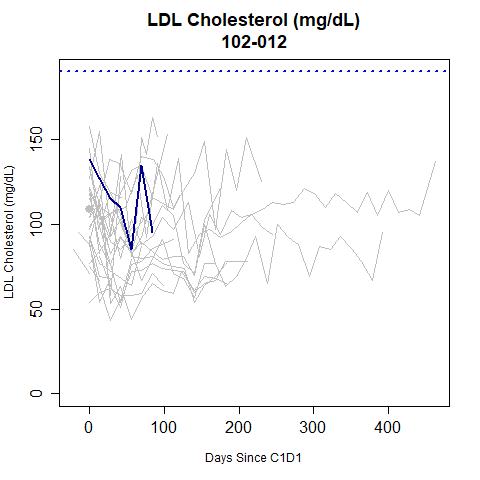 LDL Cholesterol (mg/dL)
102-012
LDL Cholesterol (mg/dL)
150
100
50
0
0 100 200 300 400
Days Since C1D1